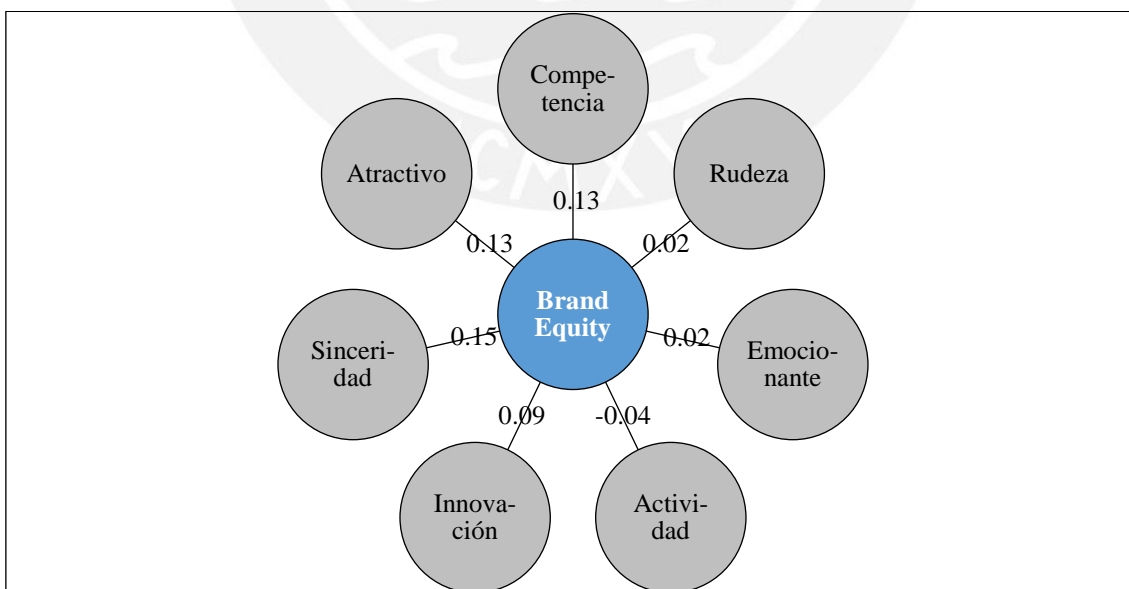 Compe-
tencia
Atractivo
Rudeza
0.13
0.13
0.02
Brand
Equity
Sinceri-
dad
0.15
0.02
Emocio-
nante
0.09
-0.04
Innova-
ción
Activi-
dad